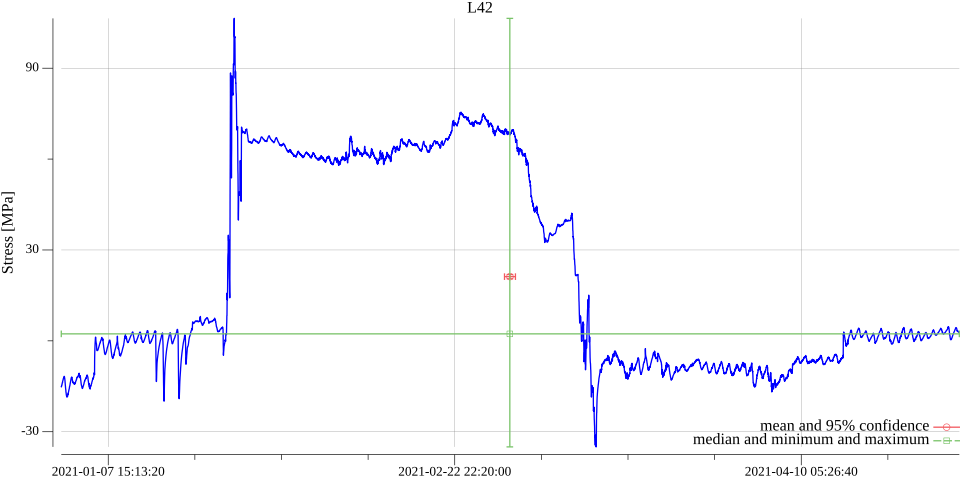 L42
90
30
-30
Stress [MPa]
mean and 95% confidence
median and minimum and maximum
2021-01-07 15:13:20
2021-02-22 22:20:00
2021-04-10 05:26:40